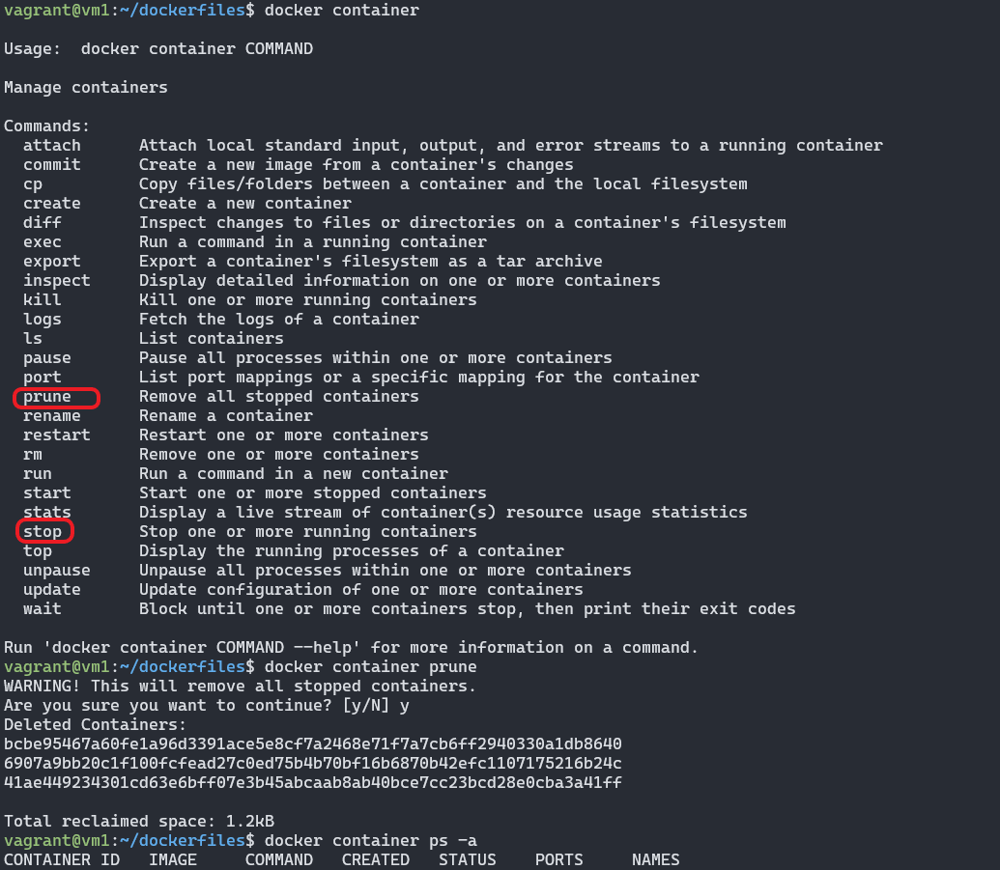 vagrant@vm1:~/dockerfiles$ docker container
Usage:  docker container COMMAND
Manage containers
Commands:
  attach      Attach local standard input, output, and error streams to a running container
  commit      Create a new image from a container's changes
  cp          Copy files/folders between a container and the local filesystem
  create      Create a new container
  diff        Inspect changes to files or directories on a container's filesystem
  exec        Run a command in a running container
  export      Export a container's filesystem as a tar archive
  inspect     Display detailed information on one or more containers
  kill        Kill one or more running containers
  logs        Fetch the logs of a container
  ls          List containers
  pause       Pause all processes within one or more containers
  port        List port mappings or a specific mapping for the container
  prune       Remove all stopped containers
  rename      Rename a container
  restart     Restart one or more containers
  rm          Remove one or more containers
  run         Run a command in a new container
  start       Start one or more stopped containers
  stats       Display a live stream of container(s) resource usage statistics
  stop        Stop one or more running containers
  top         Display the running processes of a container
  unpause     Unpause all processes within one or more containers
  update      Update configuration of one or more containers
  wait        Block until one or more containers stop, then print their exit codes
Run 'docker container COMMAND --help' for more information on a command.
vagrant@vm1:~/dockerfiles$ docker container prune
WARNING! This will remove all stopped containers.
Are you sure you want to continue? [y/N] y
Deleted Containers:
bcbe95467a60fe1a96d3391ace5e8cf7a2468e71f7a7cb6ff2940330a1db8640
6907a9bb20c1f100fcfead27c0ed75b4b70bf16b6870b42efc1107175216b24c
41ae449234301cd63e6bff07e3b45abcaab8ab40bce7cc23bcd28e0cba3a41ff
Total reclaimed space: 1.2kB
vagrant@vm1:~/dockerfiles$ docker container ps -a
CONTAINER ID   IMAGE     COMMAND   CREATED   STATUS    PORTS     NAMES